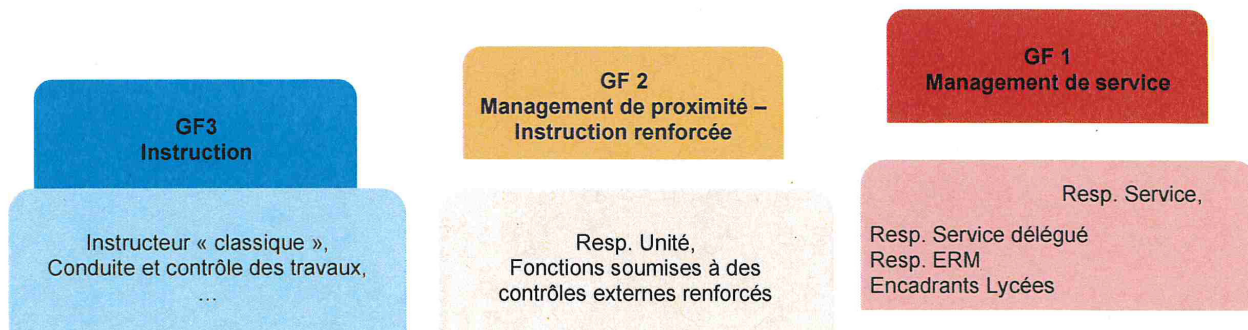 GF3
Instruction
Instructeur « classique »,
Conduite et contrôle des travaux,
...
GF 2
Management de proximité –
Instruction renforcée
Resp. Unité,
Fonctions soumises à des
contrôles externes renforcés
GF 1
Management de service
Resp. Service,
Resp. Service délégué
Resp. ERM
Encadrants Lycées